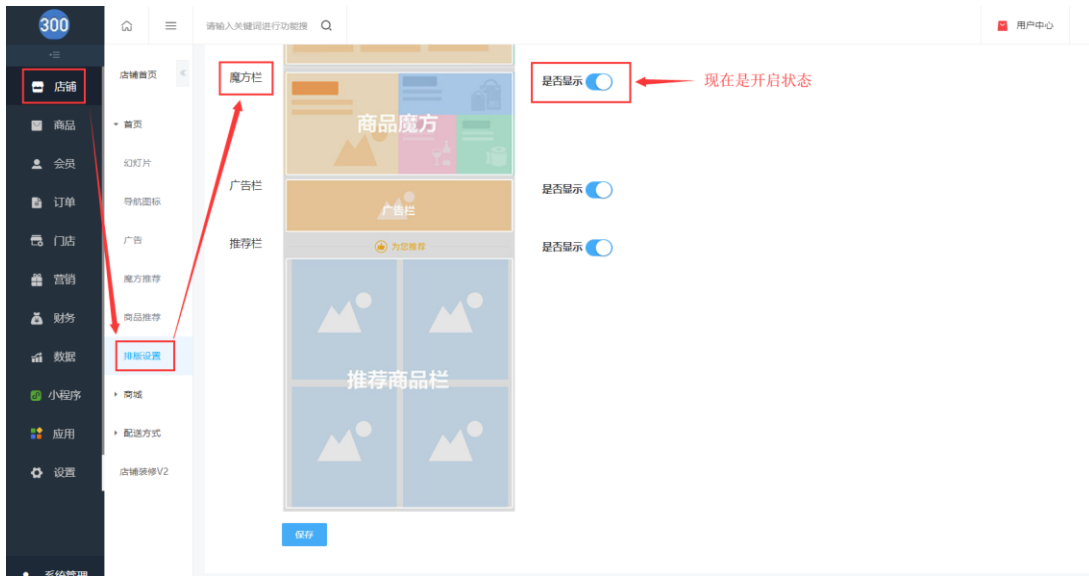 300
请输入关键词进行功能搜
用户中心
店铺
商品
会员
订单
门店
营销
财务
数据
小程序
应用
设置
系统管理
店铺首页
首页
幻灯片
导航图标
广告
魔方推荐
商品推荐
排版设置
商城
配送方式
店铺装修V2
魔方栏
商品魔方
是否显示
现在是开启状态
广告栏
广告栏
是否显示
推荐栏
为您推荐
是否显示
推荐商品栏
保存